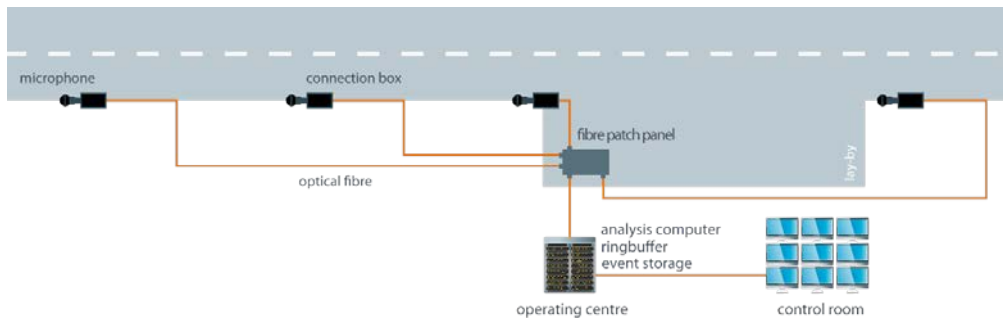 microphone
connection box
fibre patch panel
lay-by
optical fibre
analysis computer
ringbuffer
event storage
operating centre
control room